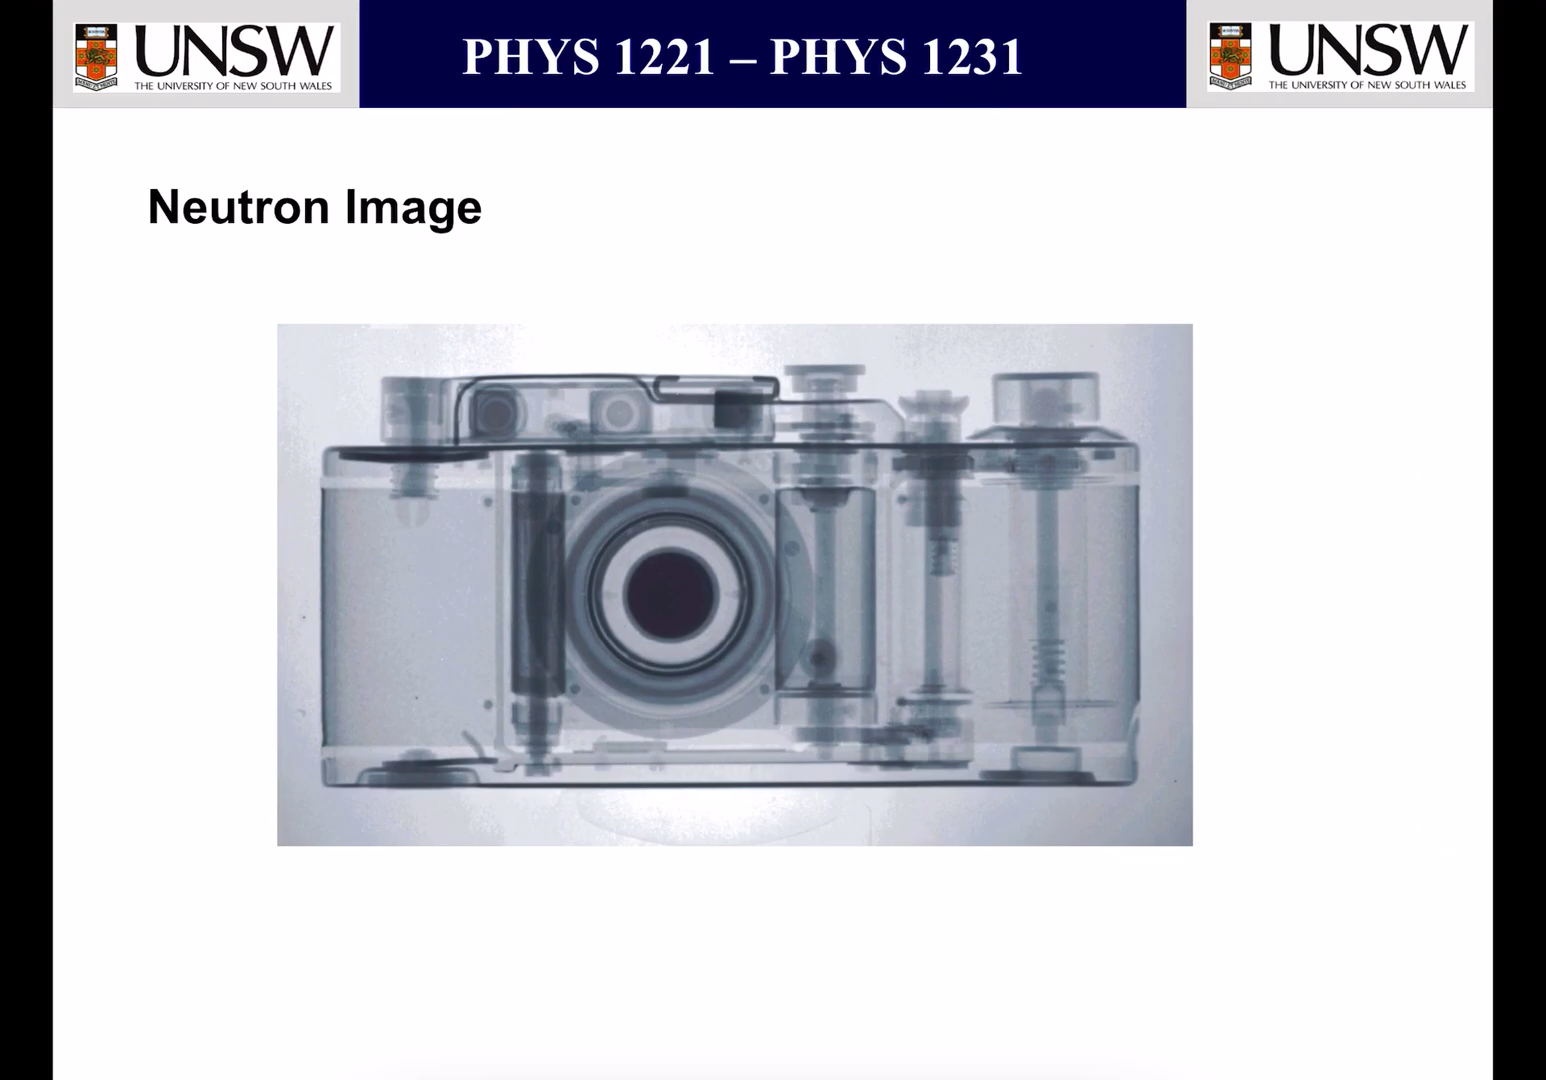 UNSW
THE UNIVERSITY OF NEW SOUTH WALES
PHYS 1221 – PHYS 1231
UNSW
THE UNIVERSITY OF NEW SOUTH WALES
Neutron Image